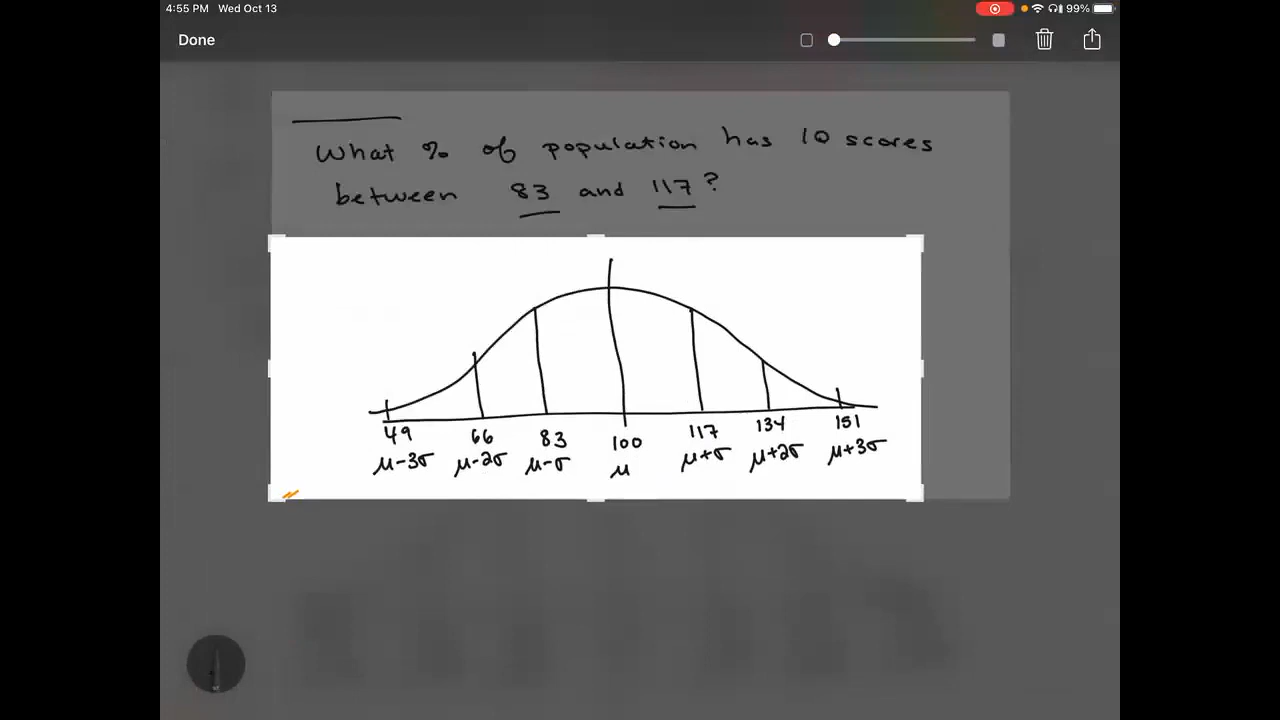 4:55 PM Wed Oct 13
99%
Done
What % of population has IQ scores
between 83 and 117?
49 66 83 100 117 134 151
μ-3σ μ-2σ μ-σ μ μ+σ μ+2σ μ+3σ